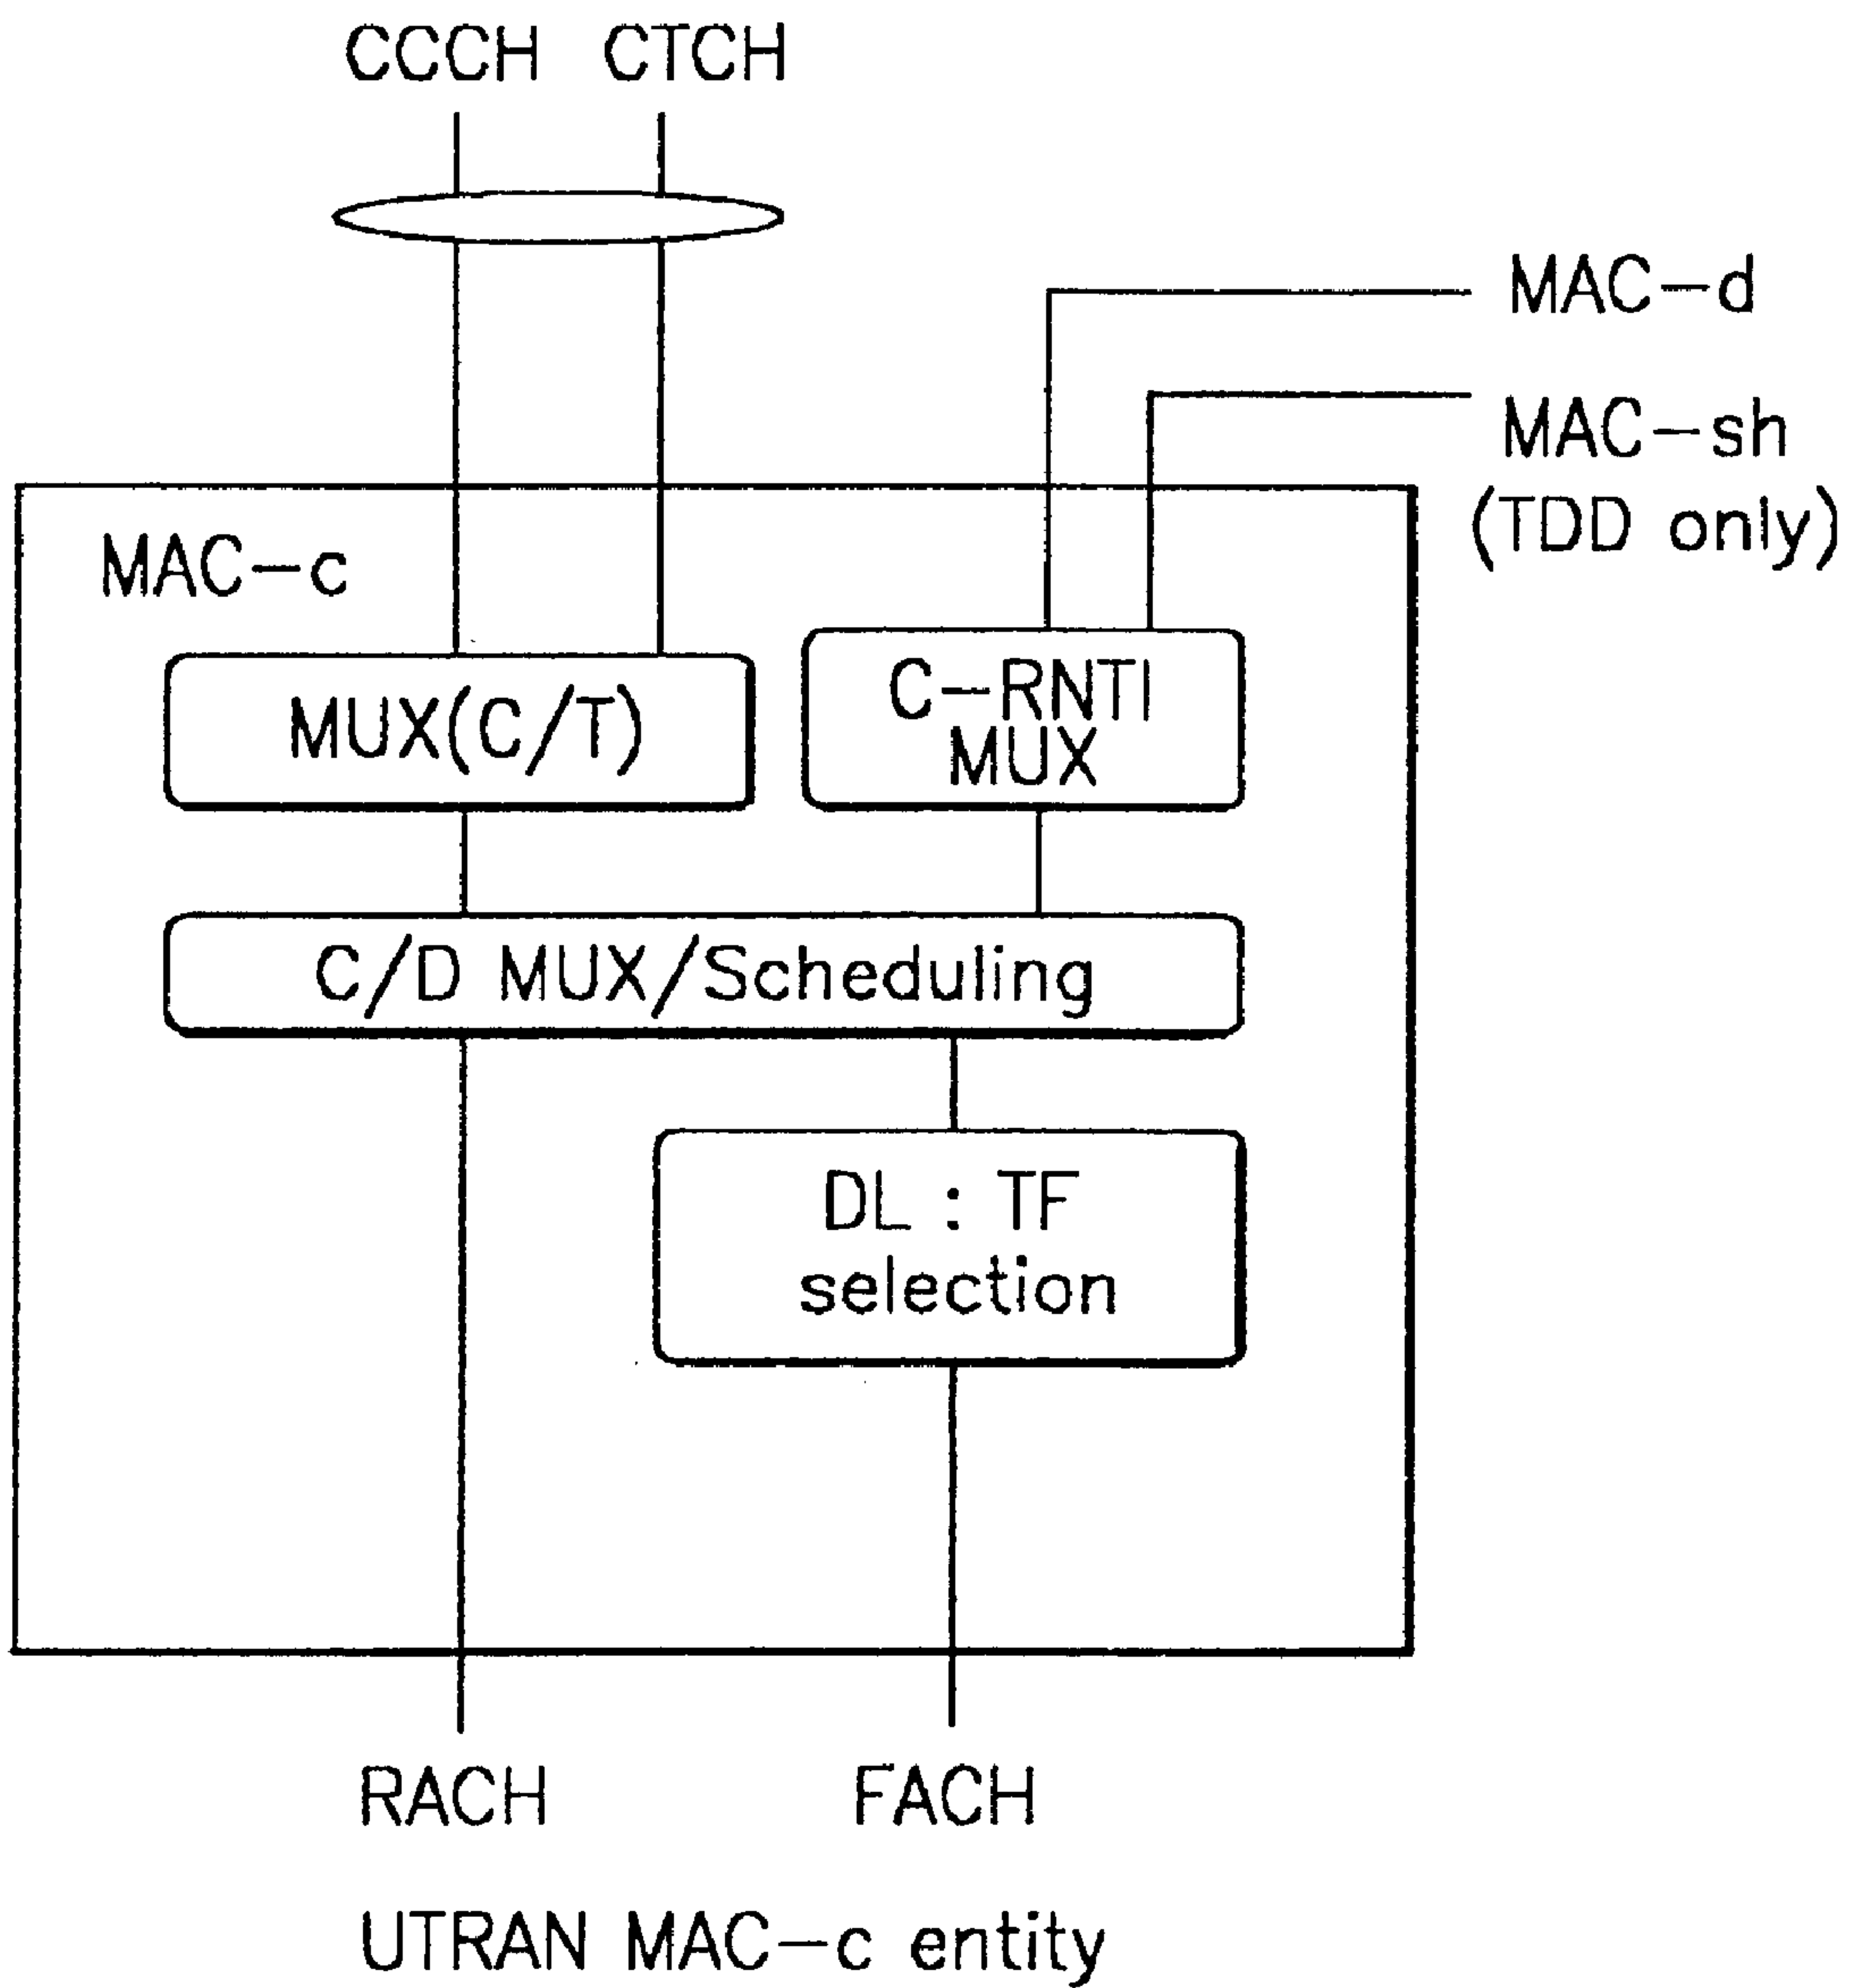 CCCH CTCH
MAC-d
MAC-sh
(TDD only)
MAC-c
MUX(C/T)
C-RNTI
MUX
C/D MUX/Scheduling
DL : TF
selection
RACH FACH
UTRAN MAC-c entity